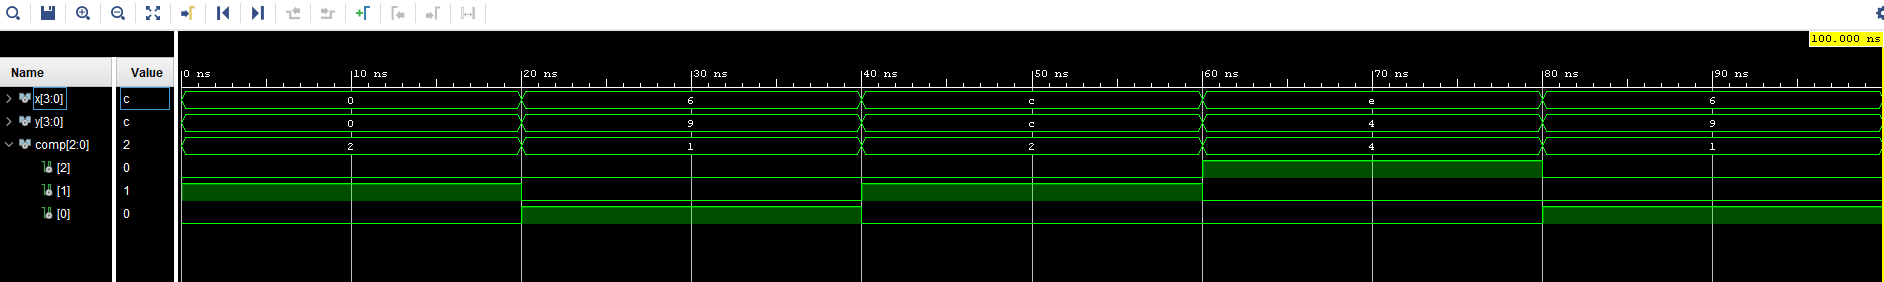 100.000 ns
Name Value
0 ns 10 ns 20 ns 30 ns 40 ns 50 ns 60 ns 70 ns 80 ns 90 ns
x[3:0] c 0 6 c e 6
y[3:0] c 0 9 c 4 9
comp[2:0] 2 2 1 2 4 1
[2] 0
[1] 1
[0] 0